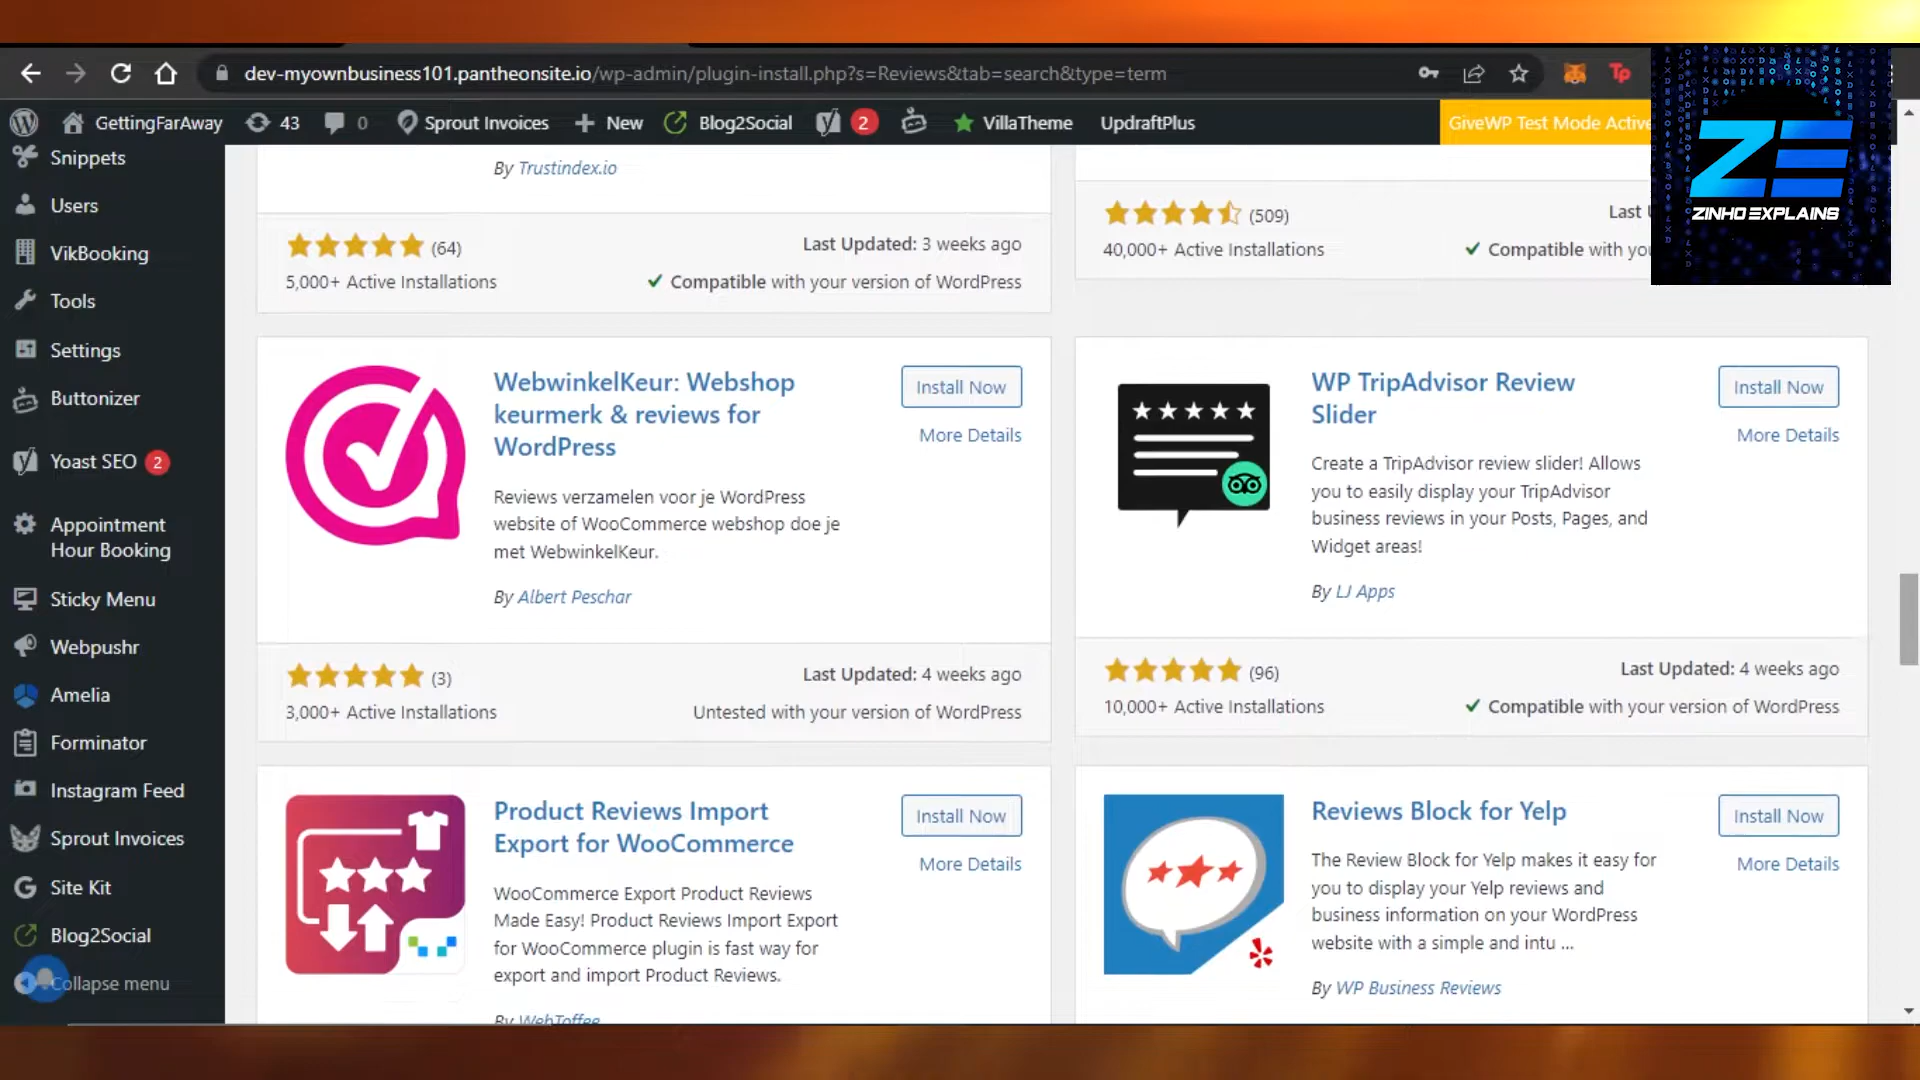 dev-myownbusiness101.pantheonsite.io/wp-admin/plugin-install.php?s=Reviews&tab=search&type=term
GettingFarAway
43
0
Sprout Invoices
New
Blog2Social
2
VillaTheme
UpdraftPlus
GiveWP Test Mode Active
ZE
ZINHO EXPLAINS
Snippets
Users
VikBooking
Tools
Settings
Buttonizer
Yoast SEO 2
Appointment
Hour Booking
Sticky Menu
Webpushr
Amelia
Forminator
Instagram Feed
Sprout Invoices
Site Kit
Blog2Social
Collapse menu
By Trustindex.io
(64)
Last Updated: 3 weeks ago
5,000+ Active Installations
Compatible with your version of WordPress
(509)
Last
40,000+ Active Installations
Compatible with you
WebwinkelKeur: Webshop
keurmerk & reviews for
WordPress
Install Now
More Details
Reviews verzamelen voor je WordPress
website of WooCommerce webshop doe je
met WebwinkelKeur.
By Albert Peschar
(3)
Last Updated: 4 weeks ago
3,000+ Active Installations
Untested with your version of WordPress
WP TripAdvisor Review
Slider
Install Now
More Details
Create a TripAdvisor review slider! Allows
you to easily display your TripAdvisor
business reviews in your Posts, Pages, and
Widget areas!
By LJ Apps
(96)
Last Updated: 4 weeks ago
10,000+ Active Installations
Compatible with your version of WordPress
Product Reviews Import
Export for WooCommerce
Install Now
More Details
WooCommerce Export Product Reviews
Made Easy! Product Reviews Import Export
for WooCommerce plugin is fast way for
export and import Product Reviews.
By WebToffee
Reviews Block for Yelp
Install Now
More Details
The Review Block for Yelp makes it easy for
you to display your Yelp reviews and
business information on your WordPress
website with a simple and intu ...
By WP Business Reviews